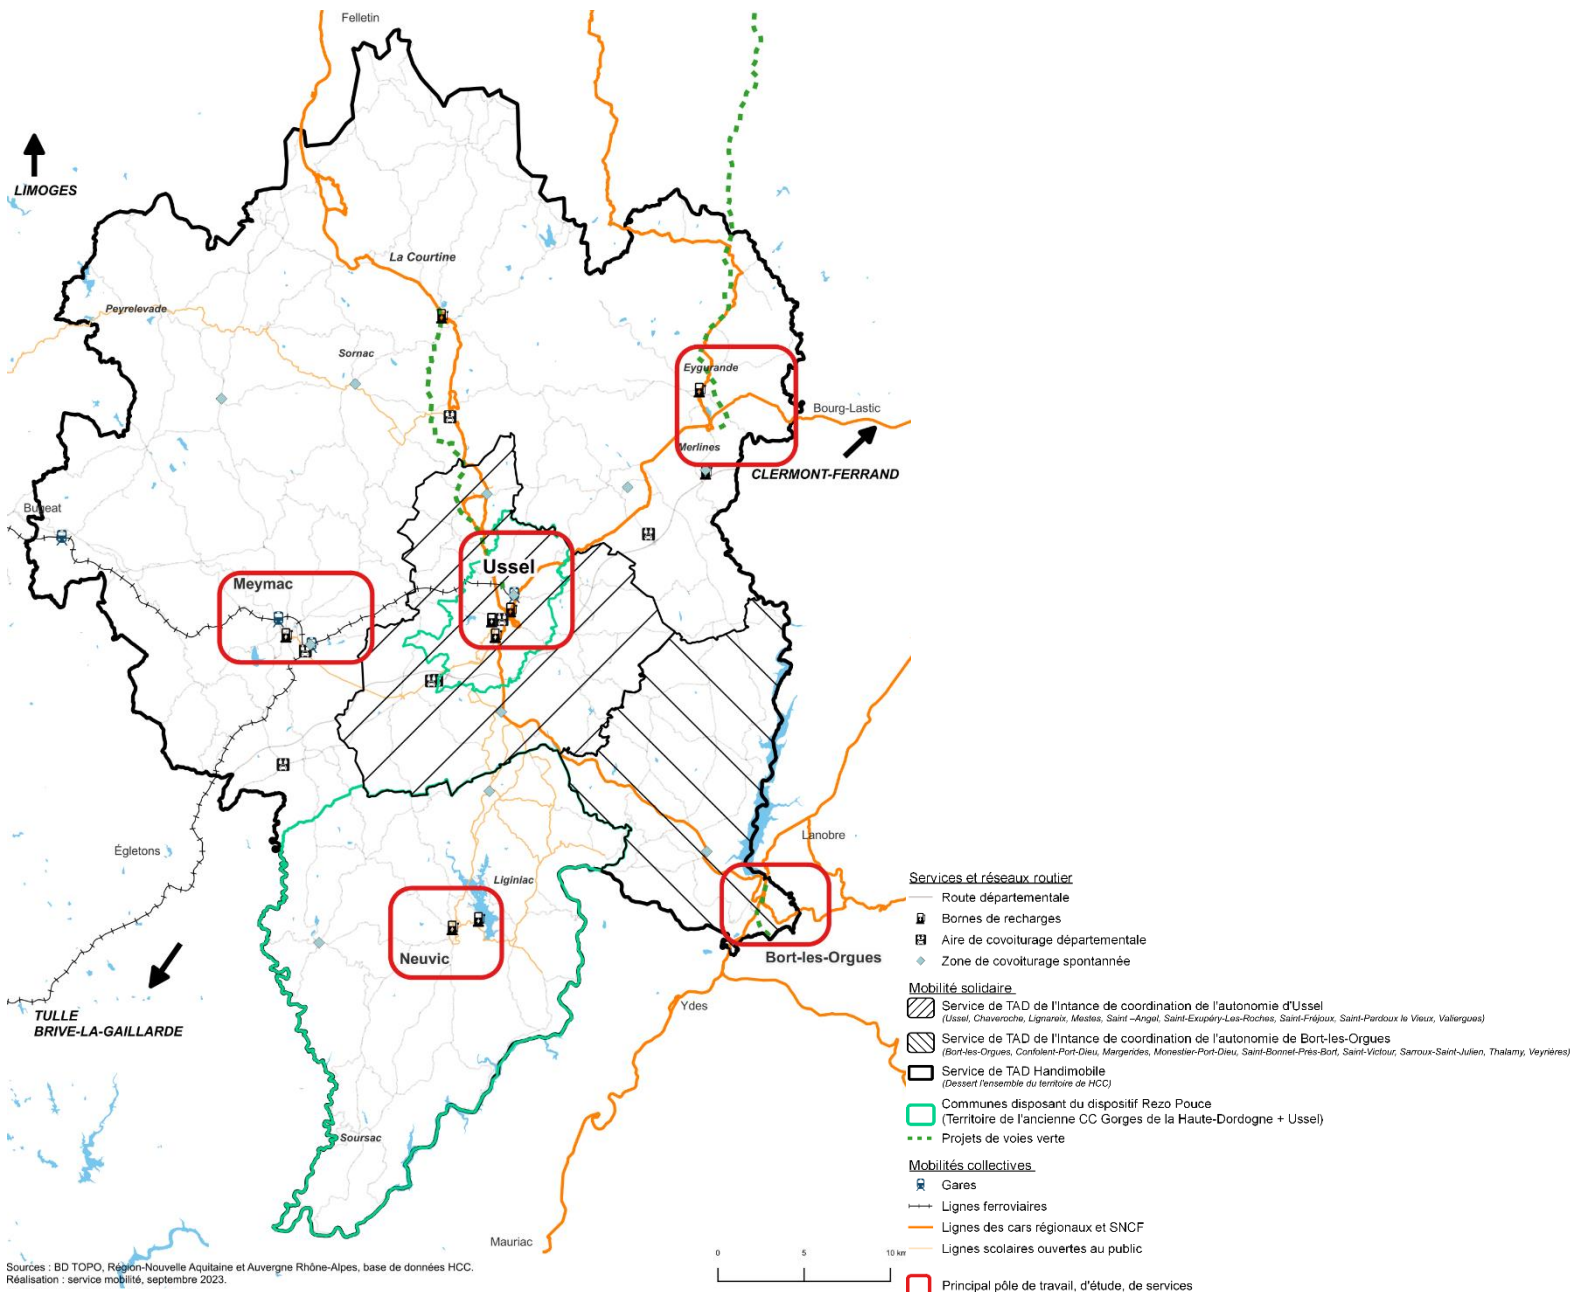 Felletin
LIMOGES
La Courtine
Peyrelevade
Sornac
Eygurande
Bourg-Lastic
Merlines
CLERMONT-FERRAND
Bugeat
Ussel
Meymac
Lanobre
Égletons
Liginiac
Neuvic
Bort-les-Orgues
Ydes
TULLE
BRIVE-LA-GAILLARDE
Soursac
Mauriac
0 5 10 km
Sources : BD TOPO, Région-Nouvelle Aquitaine et Auvergne Rhône-Alpes, base de données HCC.
Réalisation : service mobilité, septembre 2023.
Services et réseaux routier
Route départementale
Bornes de recharges
Aire de covoiturage départementale
Zone de covoiturage spontannée
Mobilité solidaire
Service de TAD de l'Intance de coordination de l'autonomie d'Ussel
(Ussel, Chaveroche, Lignareix, Mestes, Saint –Angel, Saint-Exupéry-Les-Roches, Saint-Fréjoux, Saint-Pardoux le Vieux, Valiergues)
Service de TAD de l'Intance de coordination de l'autonomie de Bort-les-Orgues
(Bort-les-Orgues, Confolent-Port-Dieu, Margerides, Monestier-Port-Dieu, Saint-Bonnet-Près-Bort, Saint-Victour, Sarroux-Saint-Julien, Thalamy, Veyrières)
Service de TAD Handimobile
(Dessert l'ensemble du territoire de HCC)
Communes disposant du dispositif Rezo Pouce
(Territoire de l'ancienne CC Gorges de la Haute-Dordogne + Ussel)
Projets de voies verte
Mobilités collectives
Gares
Lignes ferroviaires
Lignes des cars régionaux et SNCF
Lignes scolaires ouvertes au public
Principal pôle de travail, d'étude, de services